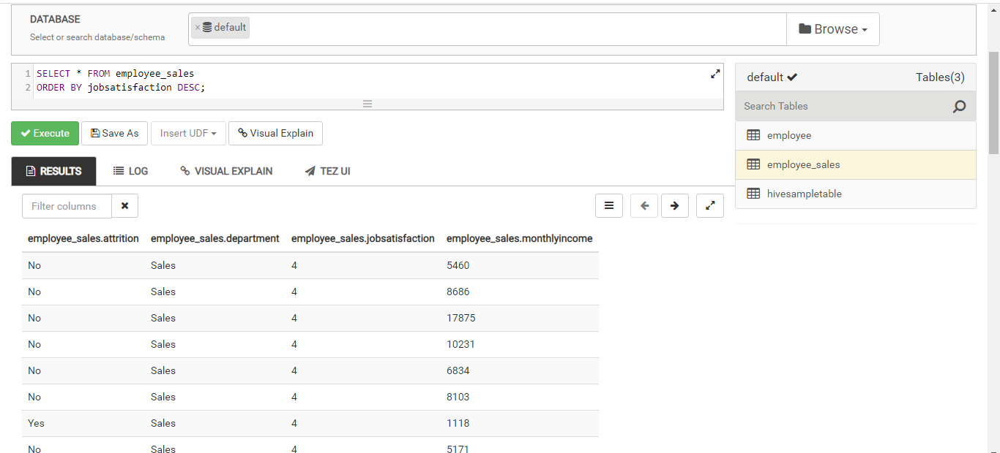 DATABASE
Select or search database/schema
× default
Browse
1 SELECT * FROM employee_sales
2 ORDER BY jobsatisfaction DESC;
default
Tables(3)
Search Tables
employee
employee_sales
hivesampletable
Execute
Save As
Insert UDF
Visual Explain
RESULTS
LOG
VISUAL EXPLAIN
TEZ UI
Filter columns
employee_sales.attrition employee_sales.department employee_sales.jobsatisfaction employee_sales.monthlyincome
No Sales 4 5460
No Sales 4 8686
No Sales 4 17875
No Sales 4 10231
No Sales 4 6834
No Sales 4 8103
Yes Sales 4 1118
No Sales 4 5171